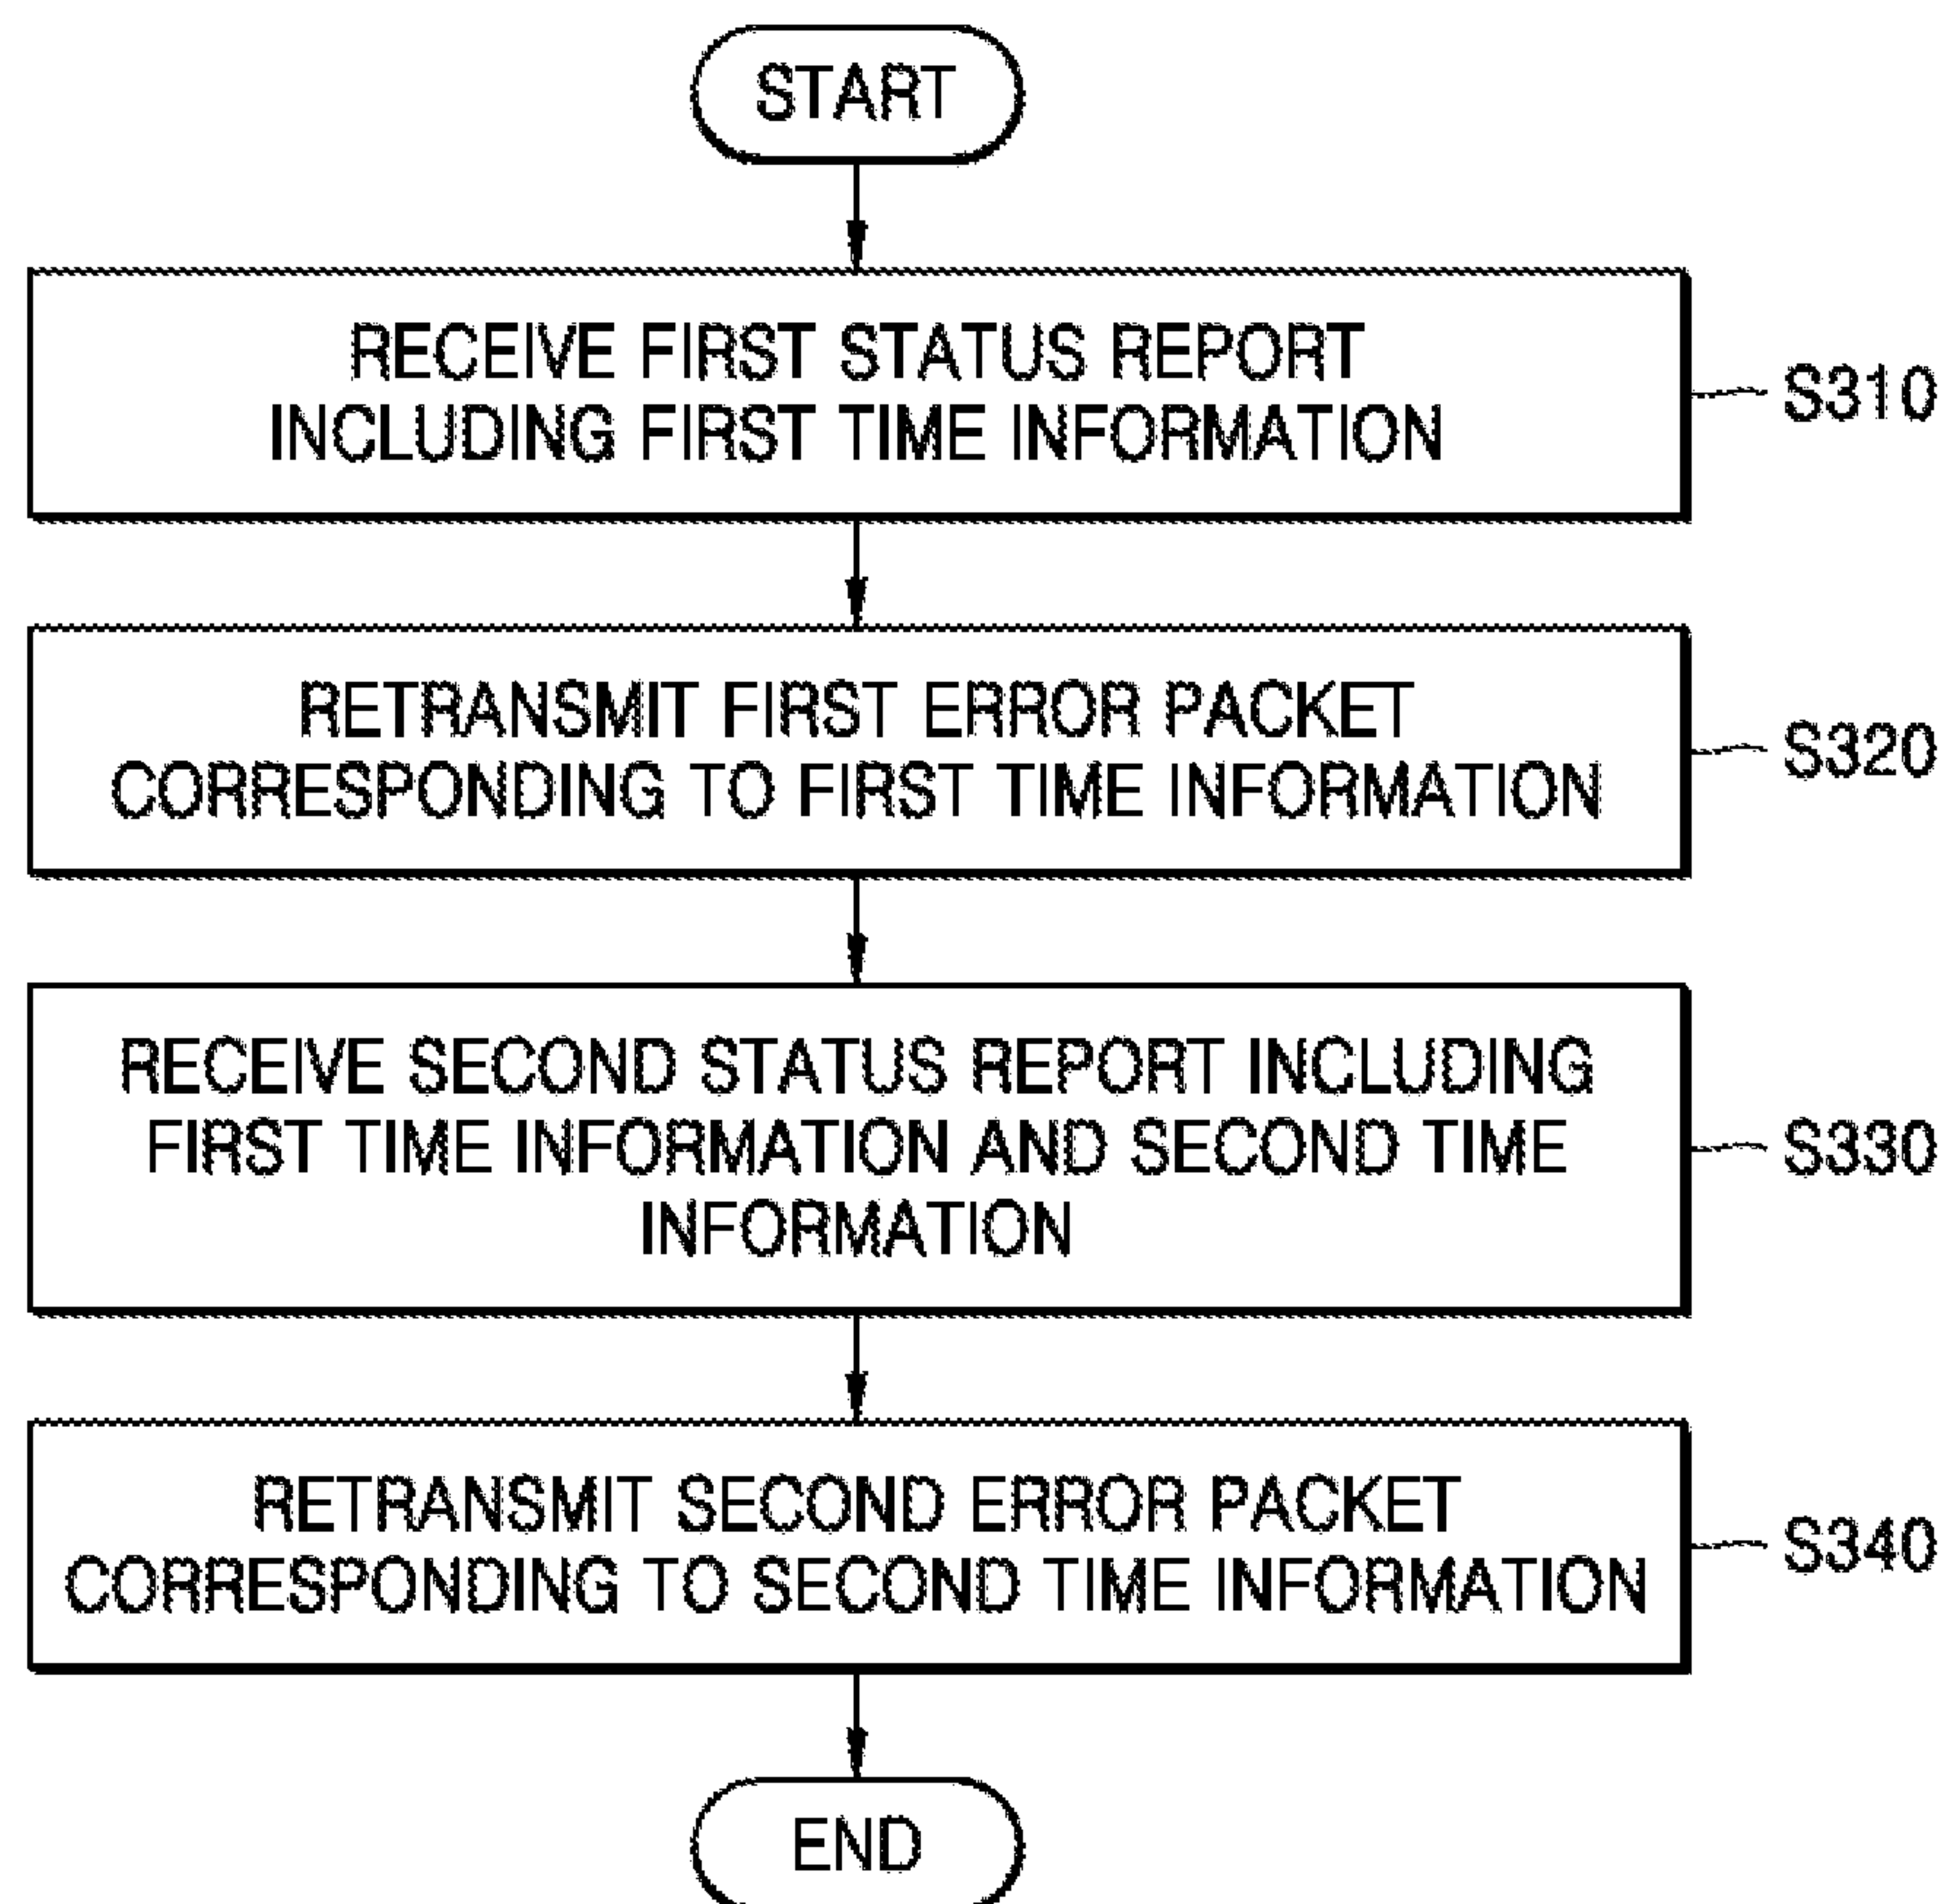 START
RECEIVE FIRST STATUS REPORT
INCLUDING FIRST TIME INFORMATION
S310
RETRANSMIT FIRST ERROR PACKET
CORRESPONDING TO FIRST TIME INFORMATION
S320
RECEIVE SECOND STATUS REPORT INCLUDING
FIRST TIME INFORMATION AND SECOND TIME
INFORMATION
S330
RETRANSMIT SECOND ERROR PACKET
CORRESPONDING TO SECOND TIME INFORMATION
S340
END